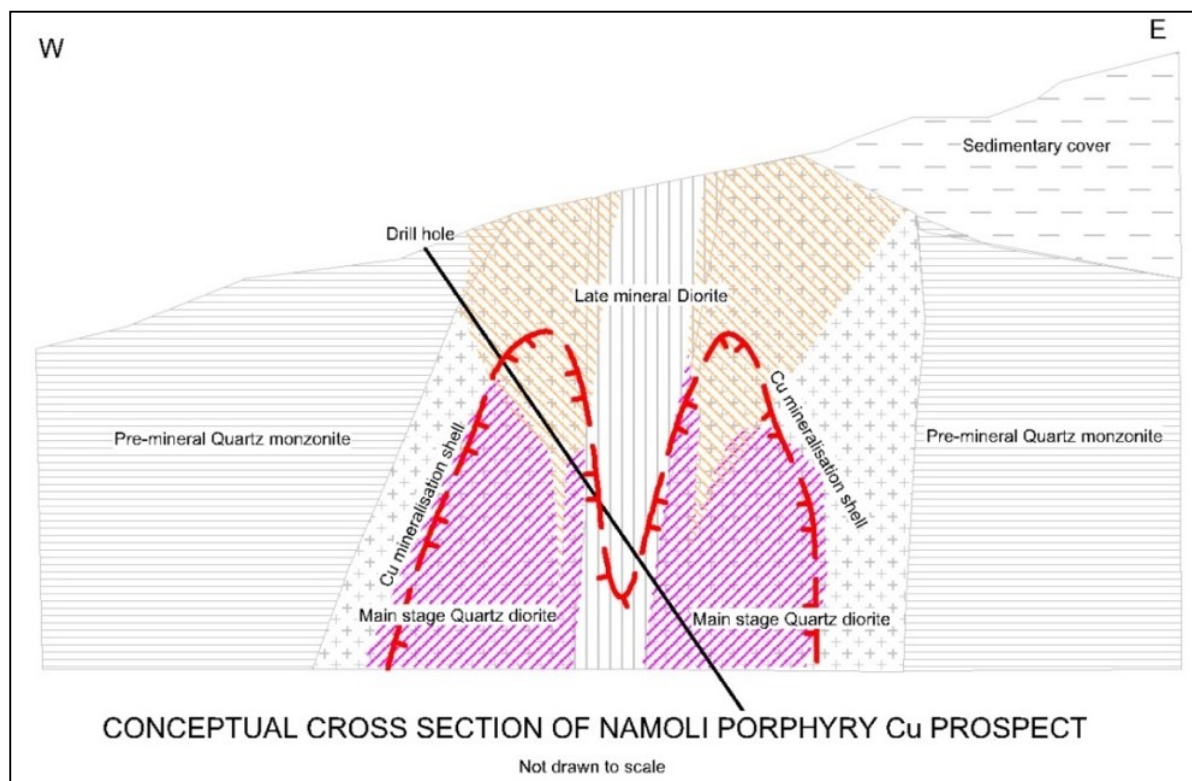 W
E
Sedimentary cover
Drill hole
Late mineral Diorite
Cu mineralisation shell
Cu mineralisation shell
Pre-mineral Quartz monzonite
Pre-mineral Quartz monzonite
Main stage Quartz diorite
Main stage Quartz diorite
CONCEPTUAL CROSS SECTION OF NAMOLI PORPHYRY Cu PROSPECT
Not drawn to scale